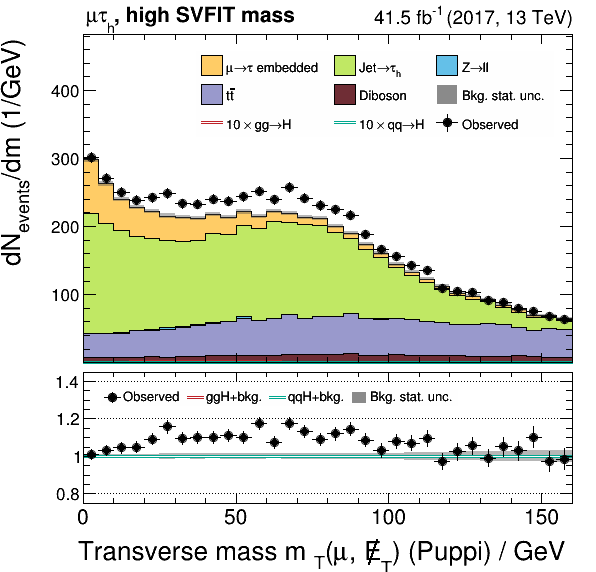 μτh, high SVFIT mass 41.5 fb⁻¹ (2017, 13 TeV)
dNevents/dm (1/GeV)
400
300
200
100
μ→τ embedded Jet→τh Z→ll
tt̄ Diboson Bkg. stat. unc.
10 × gg→H 10 × qq→H Observed
1.4
1.2
1
0.8
Observed ggH+bkg. qqH+bkg. Bkg. stat. unc.
0 50 100 150
Transverse mass m T(μ, E̸T) (Puppi) / GeV